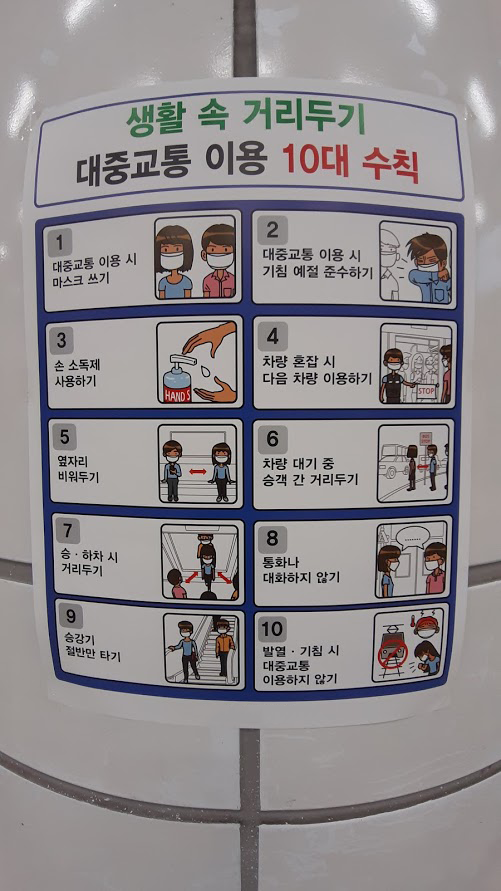 생활 속 거리두기
대중교통 이용 10대 수칙
1
대중교통 이용 시
마스크 쓰기
2
대중교통 이용 시
기침 예절 준수하기
3
손 소독제
사용하기
HANDS
4
차량 혼잡 시
다음 차량 이용하기
STOP
5
옆자리
비워두기
6
차량 대기 중
승객 간 거리두기
7
승·하차 시
거리두기
8
통화나
대화하지 않기
9
승강기
절반만 타기
10
발열·기침 시
대중교통
이용하지 않기